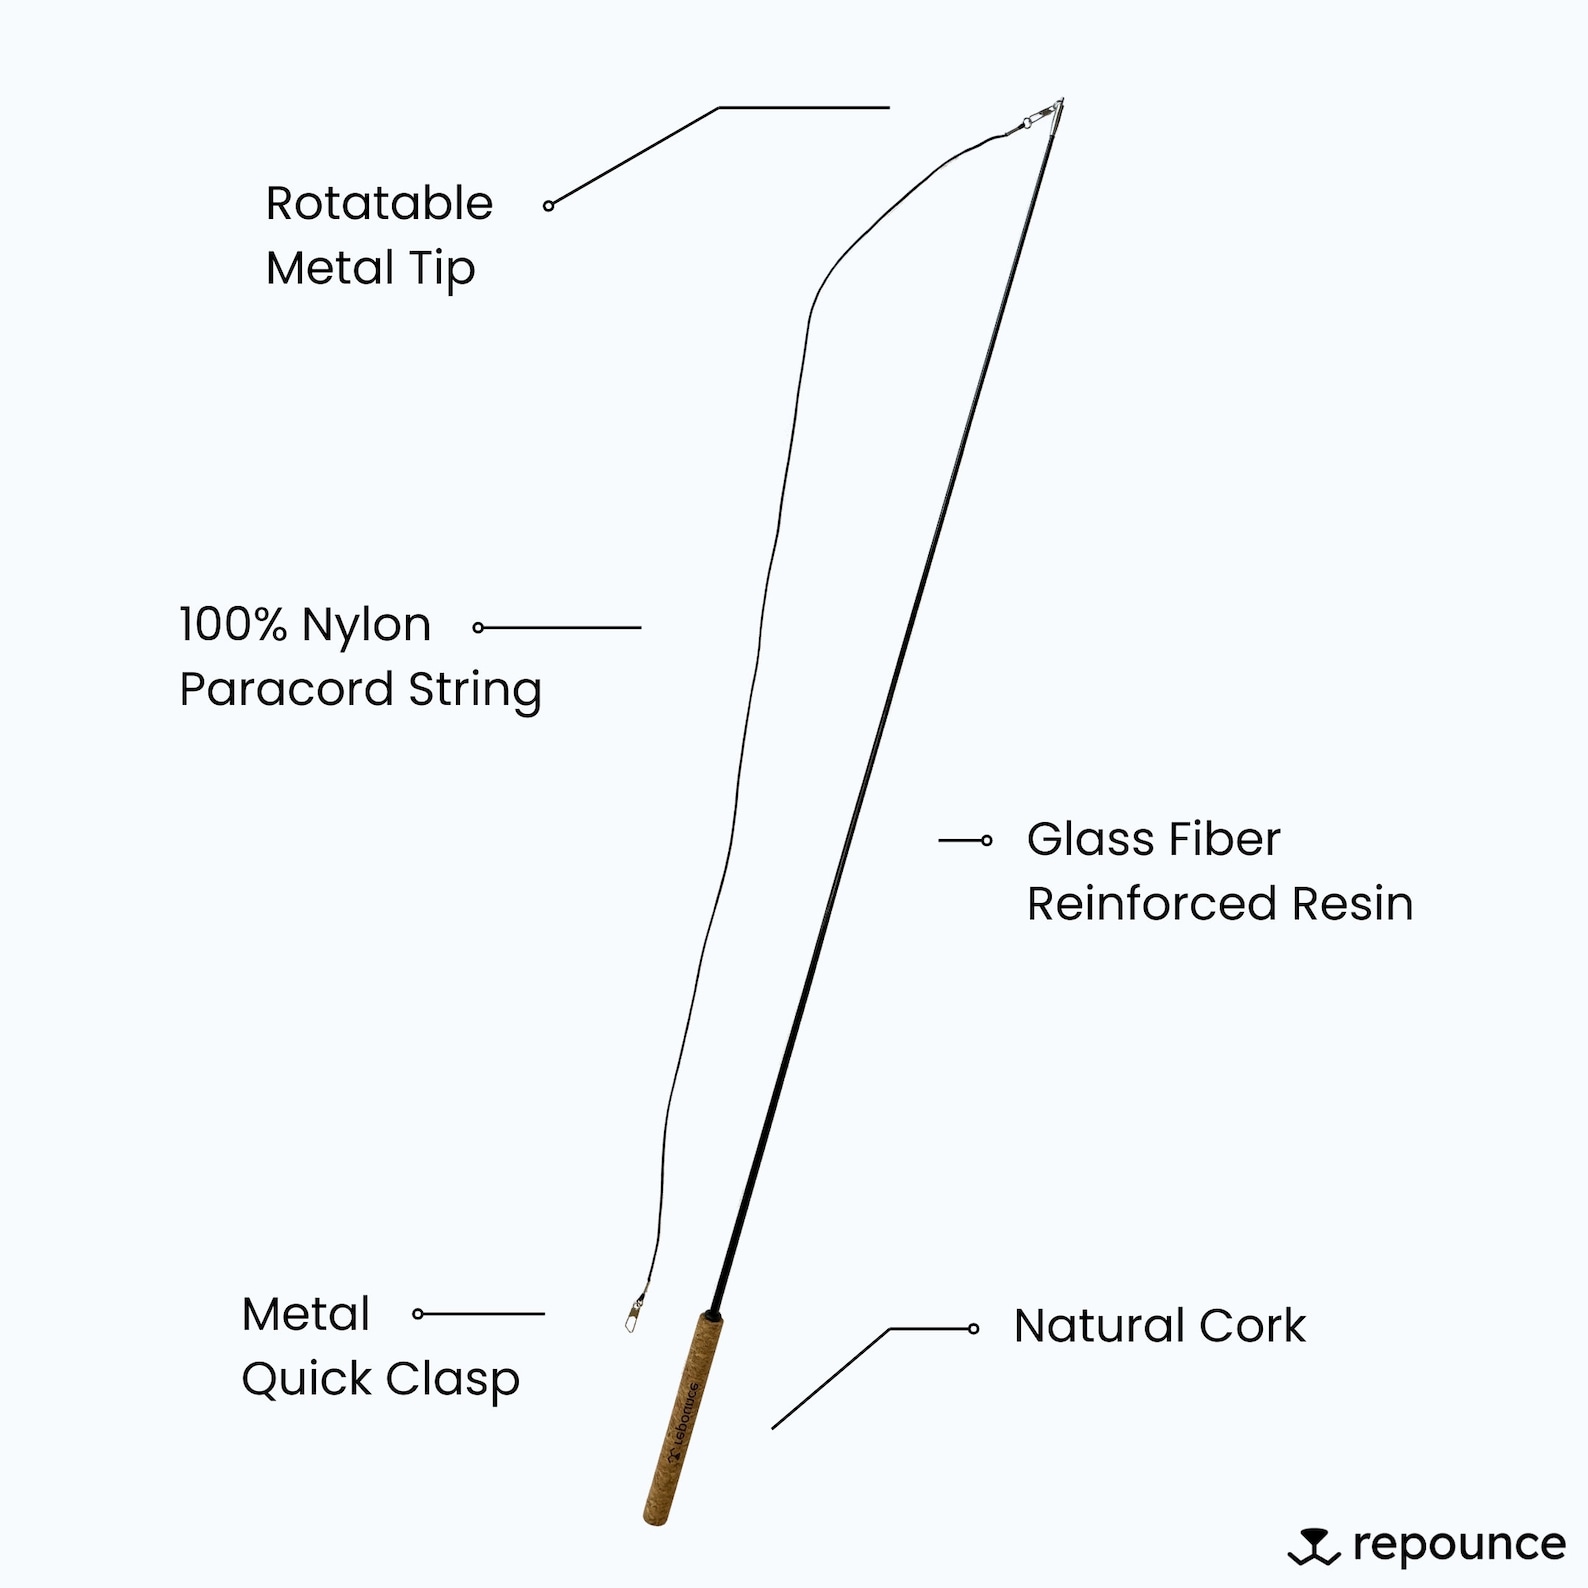 Rotatable
Metal Tip
100% Nylon
Paracord String
Glass Fiber
Reinforced Resin
Metal
Quick Clasp
Natural Cork
repounce
repounce